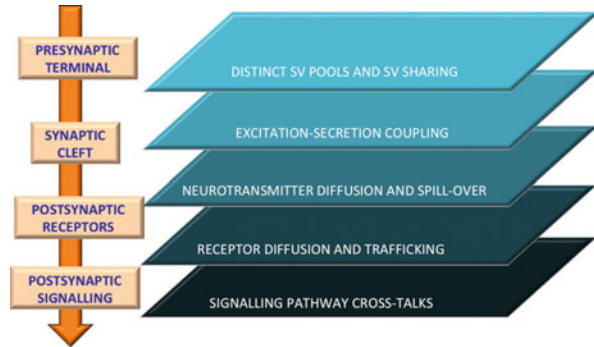 PRESYNAPTIC
TERMINAL
DISTINCT SV POOLS AND SV SHARING
SYNAPTIC
CLEFT
EXCITATION-SECRETION COUPLING
NEUROTRANSMITTER DIFFUSION AND SPILL-OVER
POSTSYNAPTIC
RECEPTORS
RECEPTOR DIFFUSION AND TRAFFICKING
POSTSYNAPTIC
SIGNALLING
SIGNALLING PATHWAY CROSS-TALKS